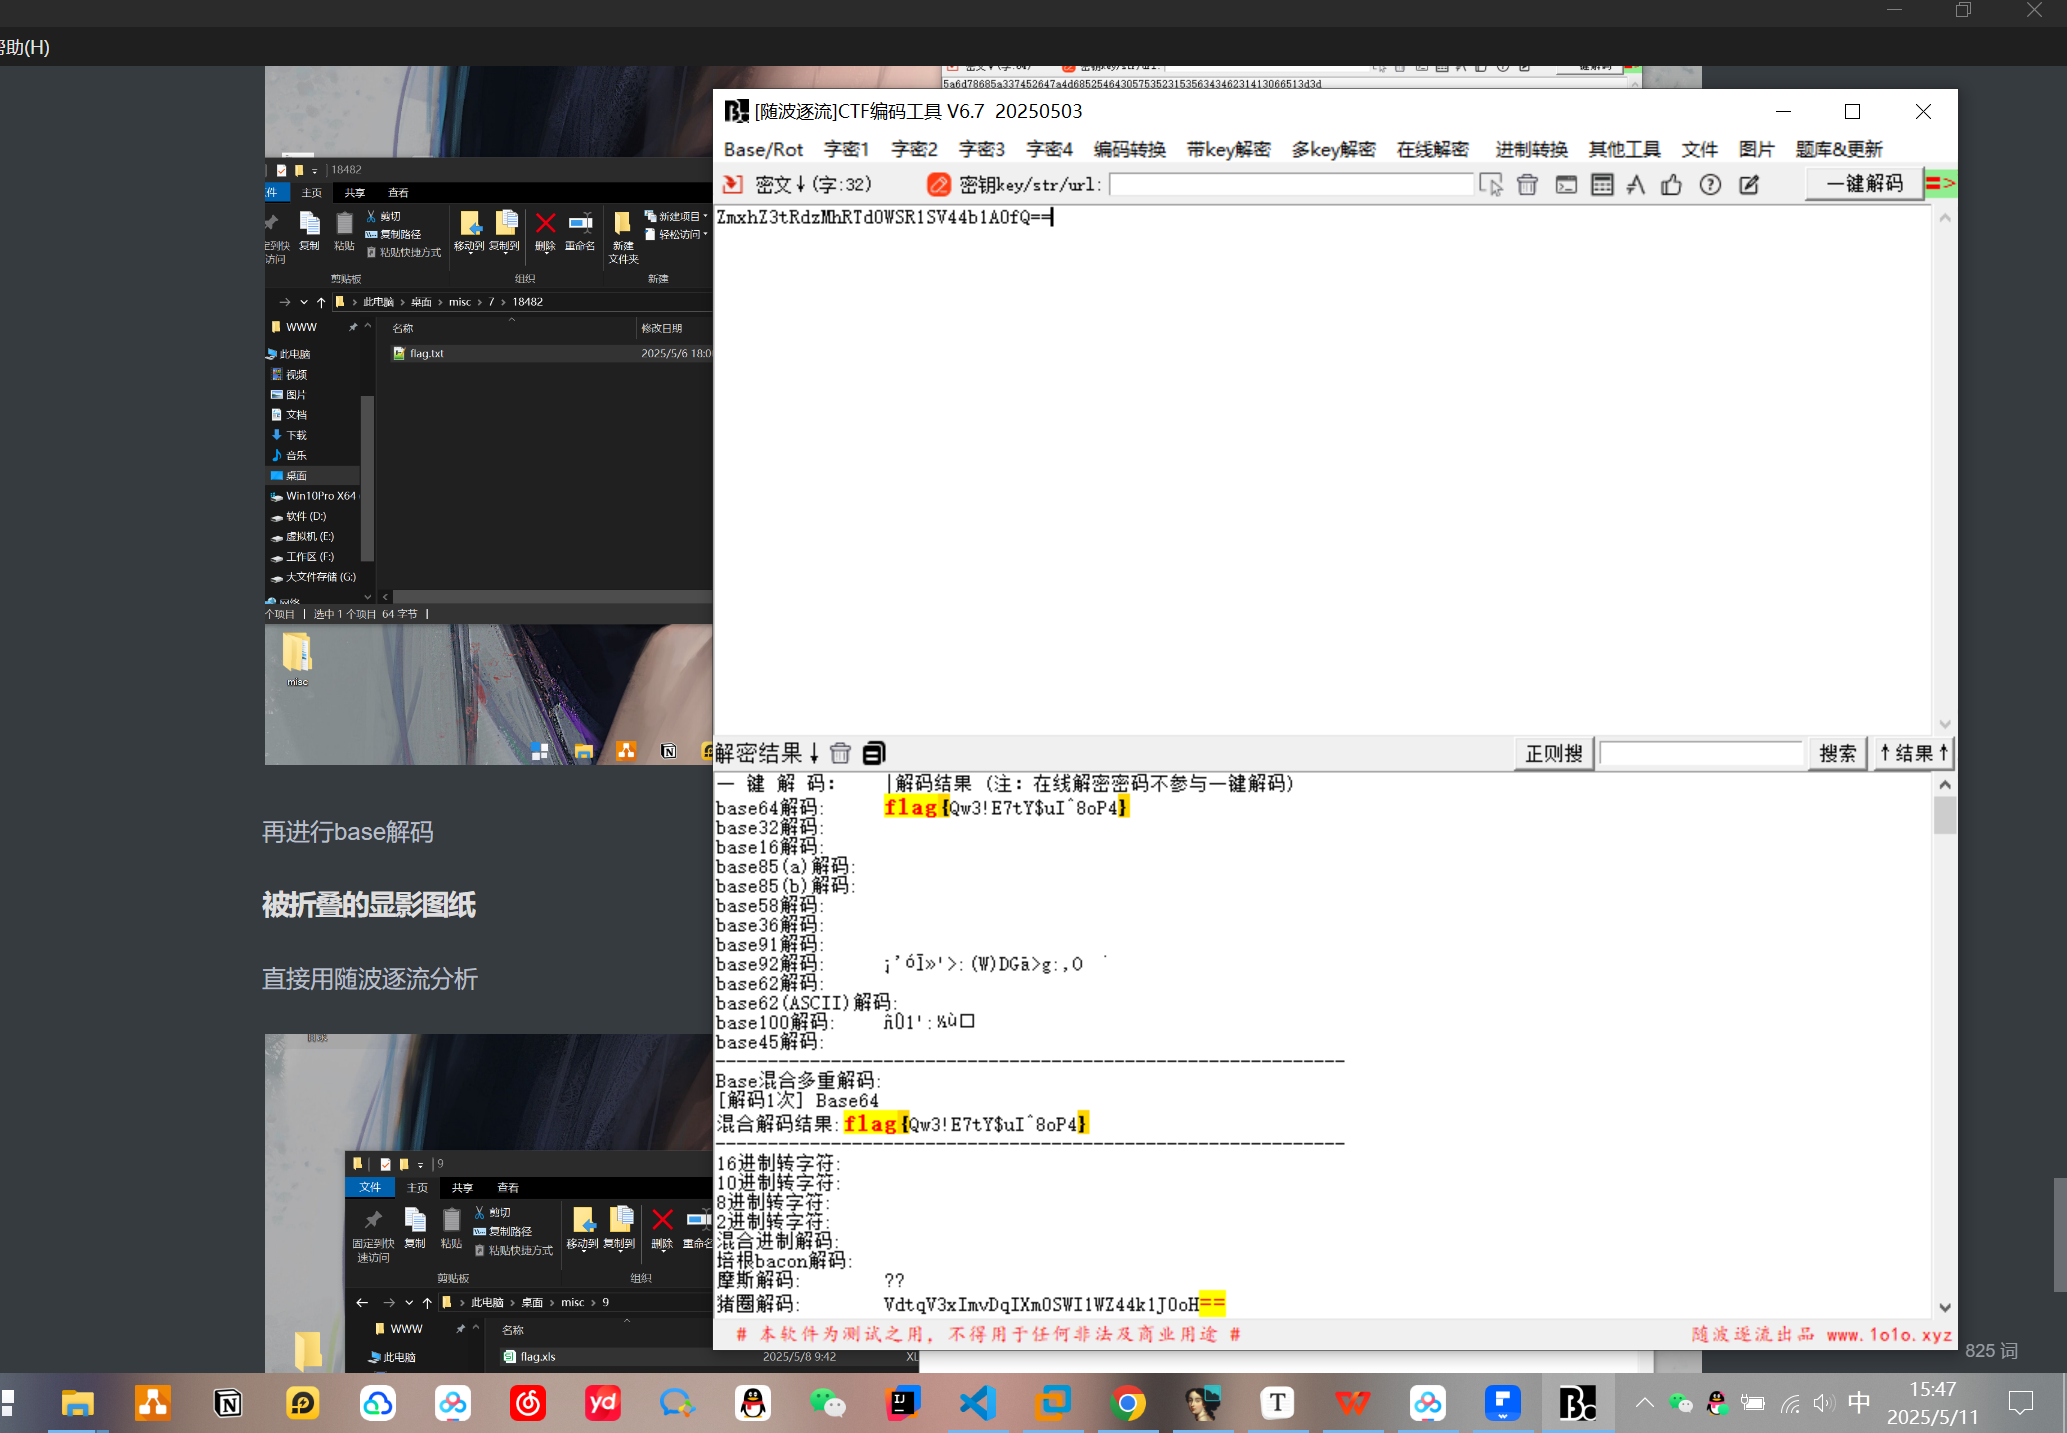 帮助(H)
5a6d78685a337452647a4d6852546430575352315356434462314130665​13d3d
[随波逐流]CTF编码工具 V6.7  20250503
Base/Rot 字密1 字密2 字密3 字密4 编码转换 带key解密 多key解密 在线解密 进制转换 其他工具 文件 图片 题库&更新
密文↓(字:32) 密钥key/str/url: 一键解码 =>
ZmxhZ3tRdzMhRTd0WSR1SV44b1A0fQ==
18482
件 主页 共享 查看
剪切
复制路径
粘贴快捷方式
复制 粘贴 移动到 复制到 删除 重命名 新建
文件夹
新建项目
轻松访问
剪贴板 组织 新建
此电脑 > 桌面 > misc > 7 > 18482
WWW
名称 修改日期
此电脑
flag.txt 2025/5/6 18:0
视频
图片
文档
下载
音乐
桌面
Win10Pro X64
软件 (D:)
虚拟机 (E:)
工作区 (F:)
大文件存储 (G:)
网络
个项目 | 选中 1 个项目 64 字节 |
misc
解密结果↓ 正则搜 搜索 ↑结果↑
一 键 解 码: |解码结果 (注: 在线解密密码不参与一键解码)
base64解码: flag{Qw3!E7tY$uI^8oP4}
base32解码:
base16解码:
base85(a)解码:
base85(b)解码:
base58解码:
base36解码:
base91解码:
base92解码: ¡'óÎ»'>:(W)DGä>g:,O
base62解码:
base62(ASCII)解码:
base100解码: ñÛ1':¾ù□
base45解码:
------------------------------------------------------------
Base混合多重解码:
[解码1次] Base64
混合解码结果:flag{Qw3!E7tY$uI^8oP4}
------------------------------------------------------------
16进制转字符:
10进制转字符:
8进制转字符:
2进制转字符:
混合进制解码:
培根bacon解码:
摩斯解码: ??
猪圈解码: VdtqV3xImvDqIXmOSWI1WZ44k1JOoH==
# 本软件为测试之用, 不得用于任何非法及商业用途 #
随波逐流出品 www.1o1o.xyz
再进行base解码
被折叠的显影图纸
直接用随波逐流分析
9
文件 主页 共享 查看
剪切
复制路径
粘贴快捷方式
固定到快
速访问
复制 粘贴 移动到 复制到 删除 重命名
剪贴板 组织
此电脑 > 桌面 > misc > 9
WWW
名称
此电脑
flag.xls 2025/5/8 9:42 XL
825 词
中
15:47
2025/5/11